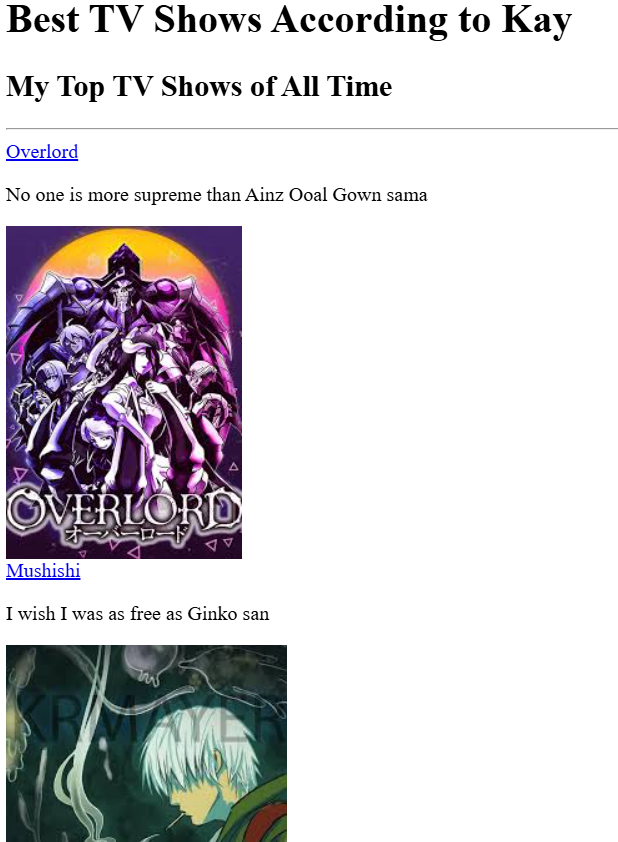 Best TV Shows According to Kay
My Top TV Shows of All Time
Overlord
No one is more supreme than Ainz Ooal Gown sama
OVERLORD
オーバーロード
Mushishi
I wish I was as free as Ginko san
KRMAYER